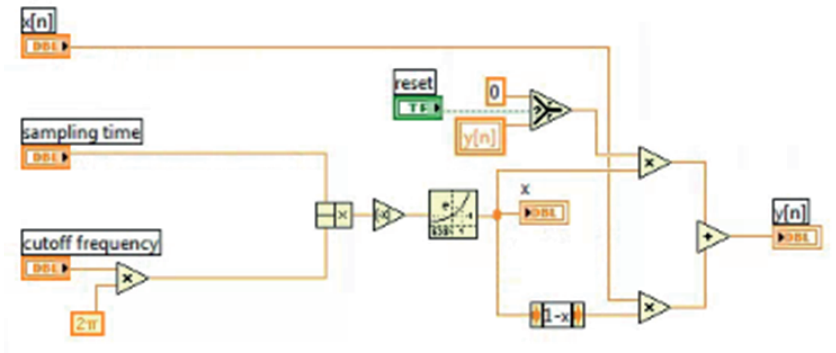 x[n]
DBL
reset
TF
0
y[n]
sampling time
DBL
x
DBL
x
x
y[n]
DBL
cutoff frequency
DBL
x
2π
+
1-x
x